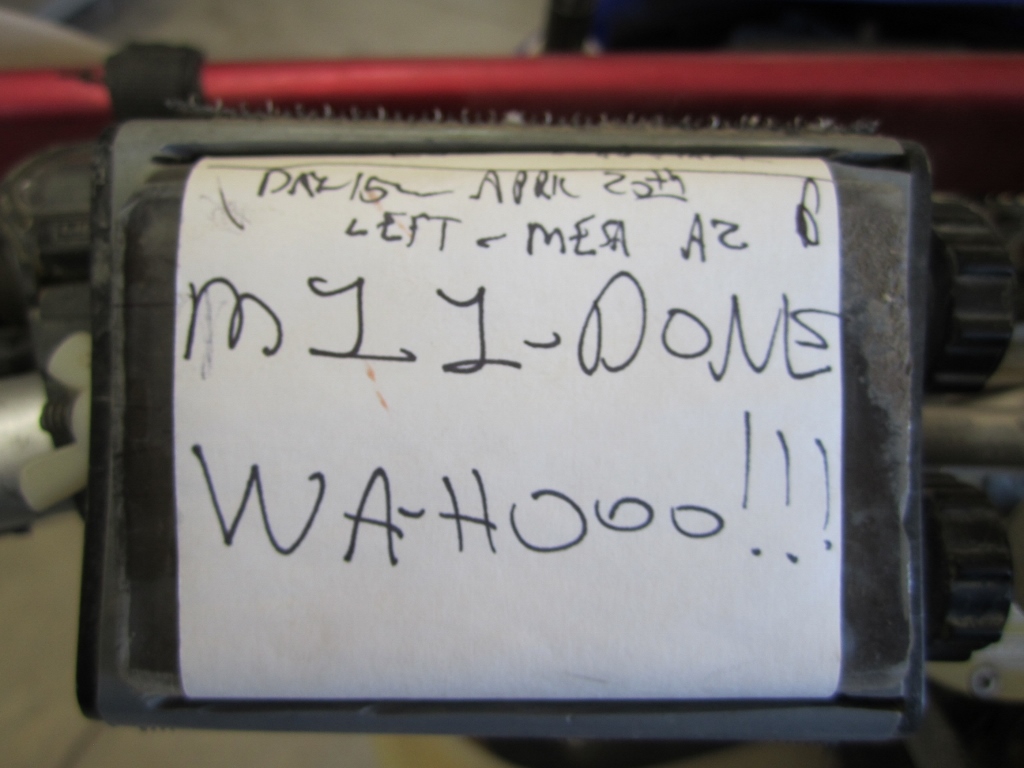 DAY 15 - APRIL 25th
LEFT - MESA AZ
M 1 1 - DONE
WA-HOOO!!!